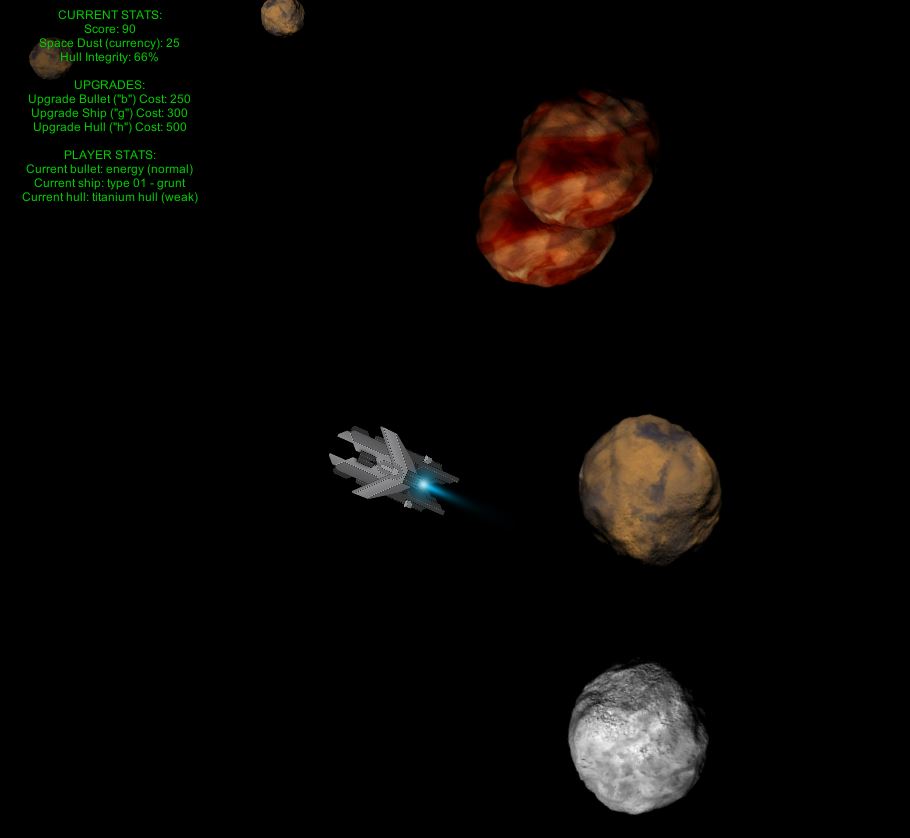 CURRENT STATS:
Score: 90
Space Dust (currency): 25
Hull Integrity: 66%
UPGRADES:
Upgrade Bullet ("b") Cost: 250
Upgrade Ship ("g") Cost: 300
Upgrade Hull ("h") Cost: 500
PLAYER STATS:
Current bullet: energy (normal)
Current ship: type 01 - grunt
Current hull: titanium hull (weak)